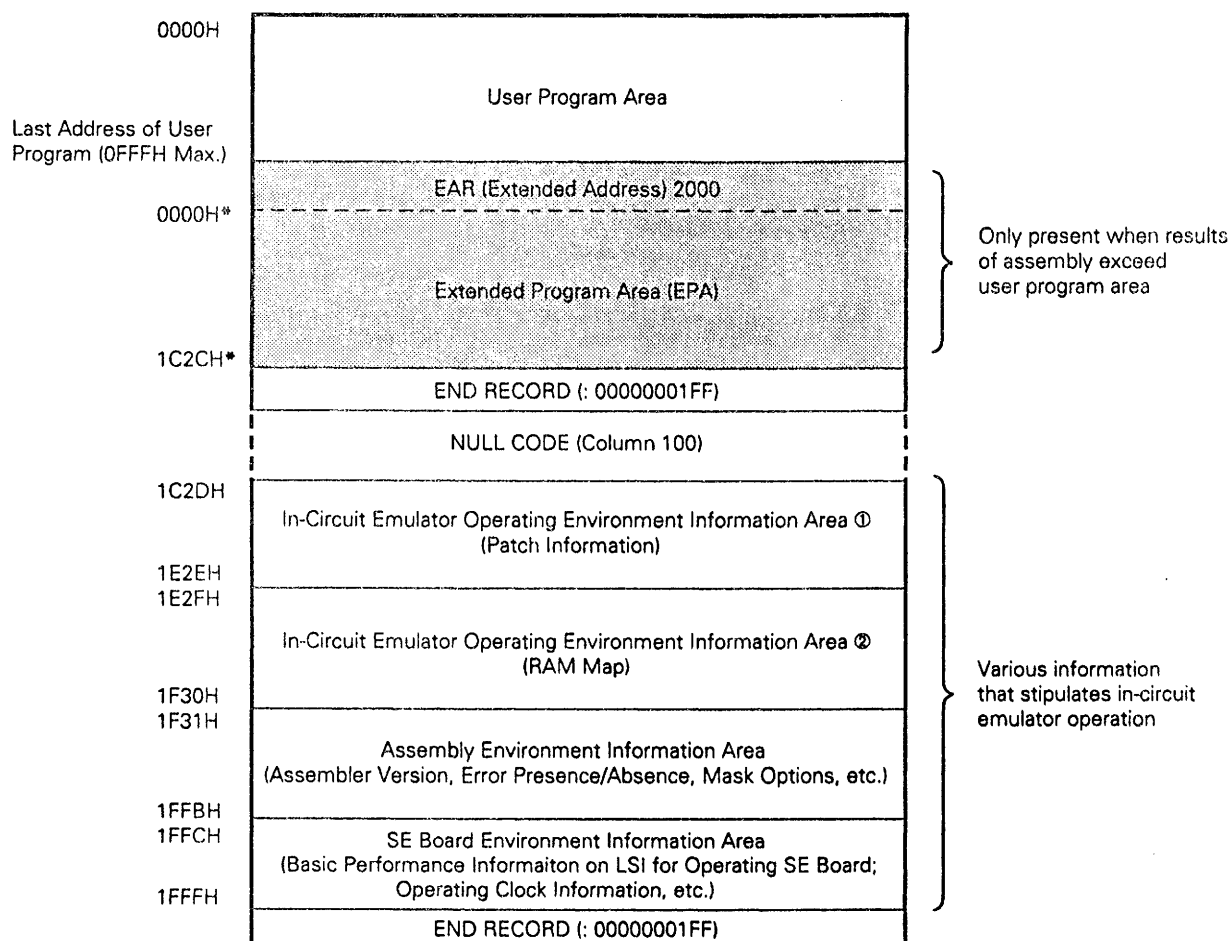 0000H
User Program Area
Last Address of User
Program (0FFFH Max.)
EAR (Extended Address) 2000
0000H*
Only present when results
of assembly exceed
user program area
Extended Program Area (EPA)
1C2CH*
END RECORD (: 00000001FF)
NULL CODE (Column 100)
1C2DH
In-Circuit Emulator Operating Environment Information Area ①
(Patch Information)
1E2EH
1E2FH
In-Circuit Emulator Operating Environment Information Area ②
(RAM Map)
1F30H
Various information
that stipulates in-circuit
emulator operation
1F31H
Assembly Environment Information Area
(Assembler Version, Error Presence/Absence, Mask Options, etc.)
1FFBH
1FFCH
SE Board Environment Information Area
(Basic Performance Informaiton on LSI for Operating SE Board;
Operating Clock Information, etc.)
1FFFH
END RECORD (: 00000001FF)